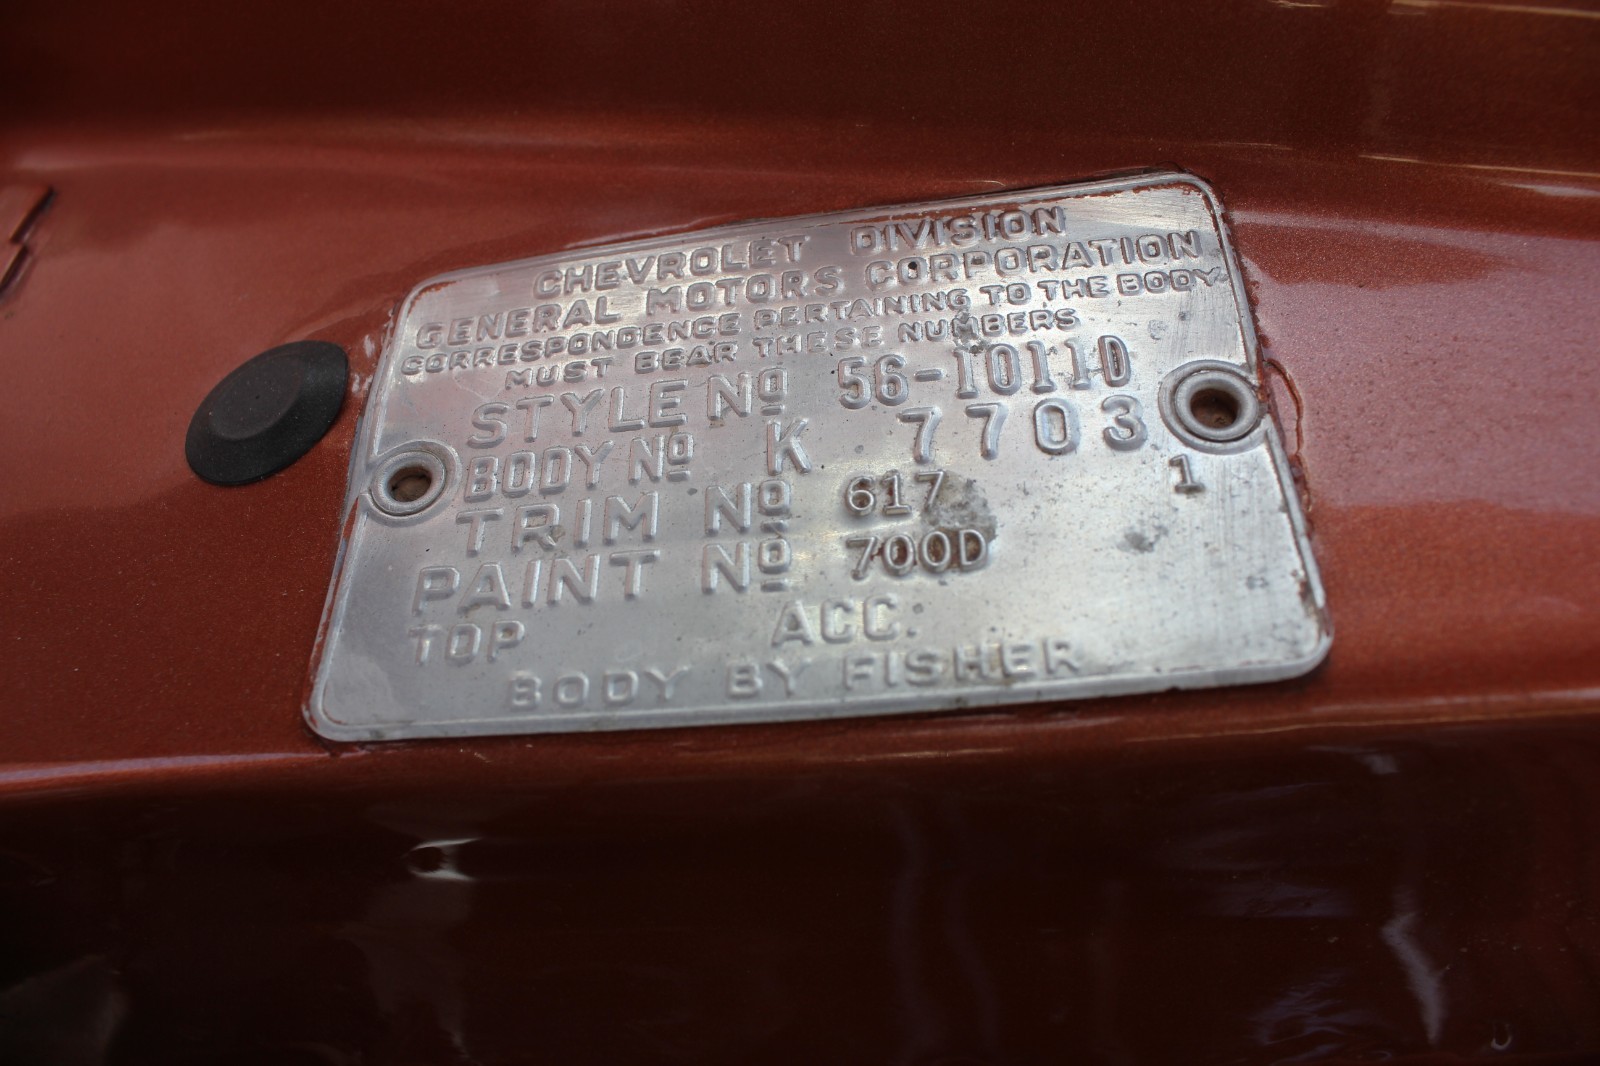 CHEVROLET DIVISION
GENERAL MOTORS CORPORATION
CORRESPONDENCE PERTAINING TO THE BODY
MUST BEAR THESE NUMBERS
STYLE Nº 56-1011D
BODY Nº K 7703
TRIM Nº 617 1
PAINT Nº 700D
TOP ACC.
BODY BY FISHER